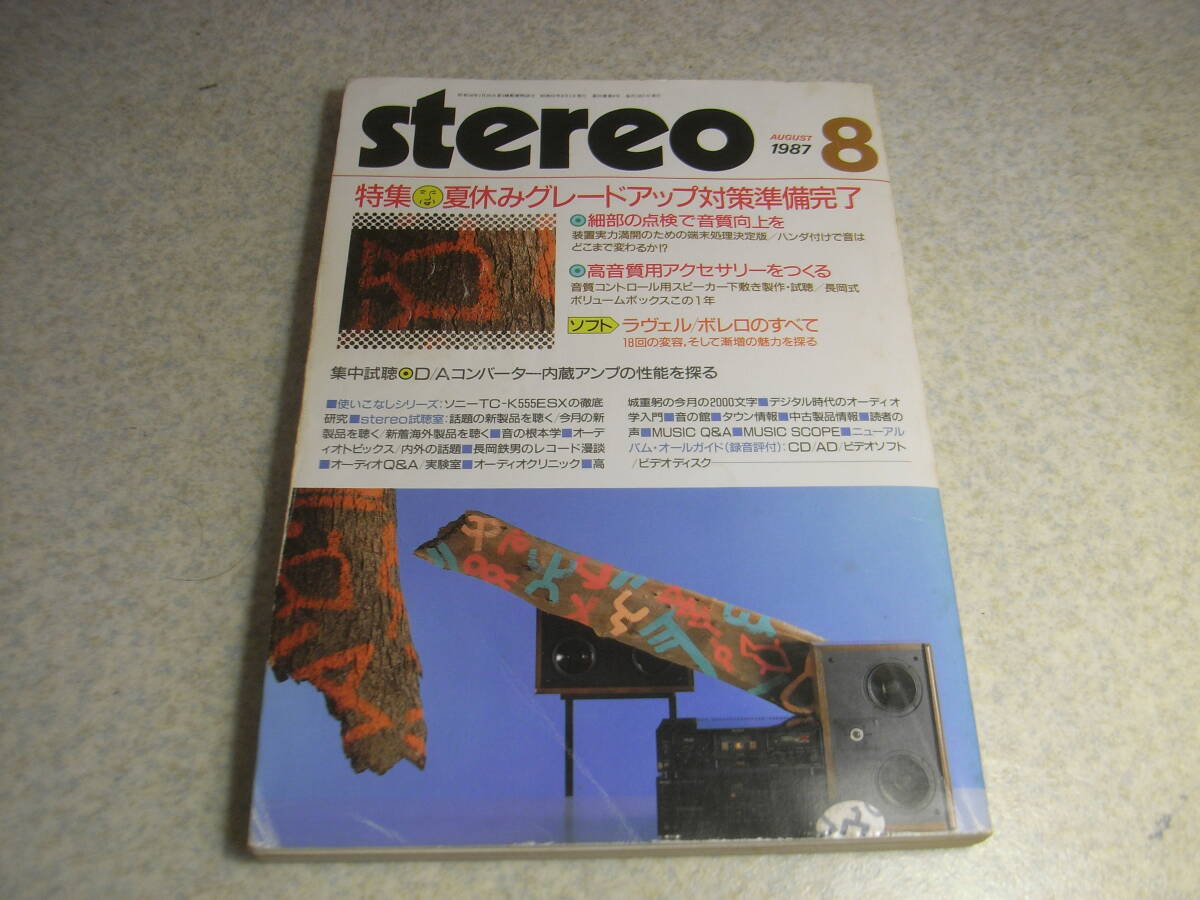 stereo
AUGUST
1987
8
特集 夏休みグレードアップ対策準備完了
細部の点検で音質向上を
装置実力満開のための端末処理決定版/ハンダ付けで音は
どこまで変わるか!?
高音質用アクセサリーをつくる
音質コントロール用スピーカー下敷き製作・試聴/長岡式
ボリュームボックスこの1年
ソフト ラヴェル/ボレロのすべて
18回の変容,そして漸増の魅力を探る
集中試聴●D/Aコンバーター内蔵アンプの性能を探る
■使いこなしシリーズ:ソニーTC-K555ESXの徹底
研究■stereo試聴室:話題の新製品を聴く/今月の新
製品を聴く/新着海外製品を聴く■音の根本学■オーデ
ィオトピックス/内外の話題■長岡鉄男のレコード漫談
■オーディオQ&A/実験室■オーディオクリニック■高
城重躬の今月の2000文字■デジタル時代のオーディオ
学入門■音の館■タウン情報■中古製品情報■読者の
声■MUSIC Q&A■MUSIC SCOPE■ニューアル
バム・オールガイド(録音評付):CD/AD/ビデオソフト
/ビデオディスク